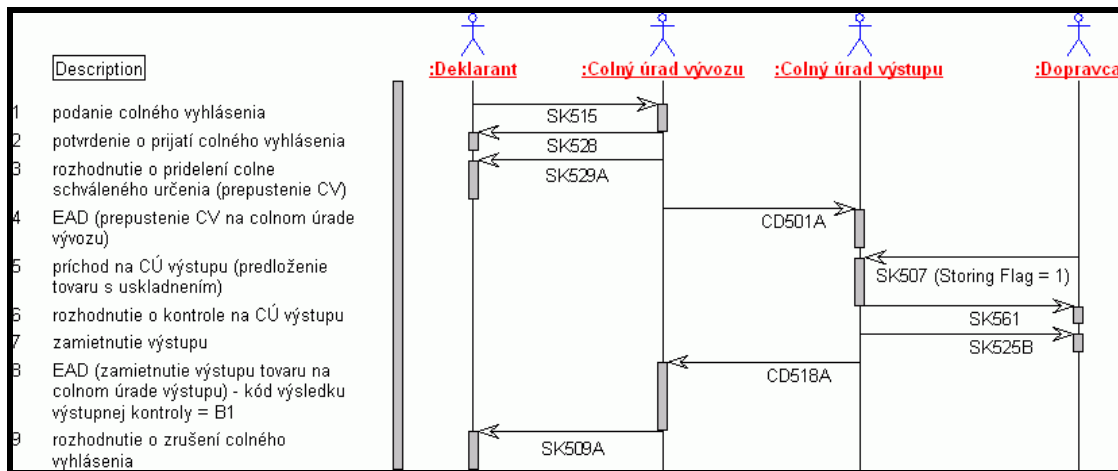 Description
:Deklarant
:Colný úrad vývozu
:Colný úrad výstupu
:Dopravca
1 podanie colného vyhlásenia
SK515
2 potvrdenie o prijatí colného vyhlásenia
SK528
3 rozhodnutie o pridelení colne
schváleného určenia (prepustenie CV)
SK529A
4 EAD (prepustenie CV na colnom úrade
vývozu)
CD501A
5 príchod na CÚ výstupu (predloženie
tovaru s uskladnením)
SK507 (Storing Flag = 1)
6 rozhodnutie o kontrole na CÚ výstupu
SK561
7 zamietnutie výstupu
SK525B
8 EAD (zamietnutie výstupu tovaru na
colnom úrade výstupu) - kód výsledku
výstupnej kontroly = B1
CD518A
9 rozhodnutie o zrušení colného
vyhlásenia
SK509A